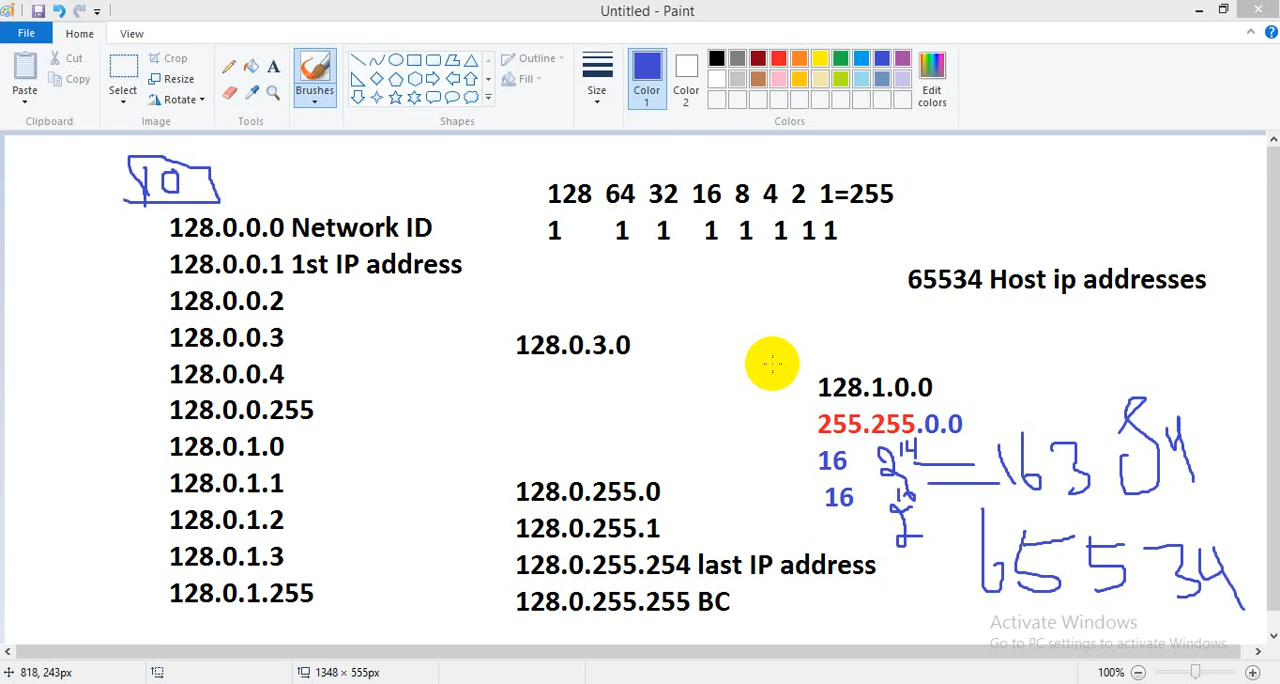 Untitled - Paint
File Home View
Paste
Cut
Copy
Clipboard
Select
Crop
Resize
Rotate
Image
Tools
Brushes
Shapes
Outline
Fill
Size
Color 1
Color 2
Edit colors
Colors
10
128.0.0.0 Network ID
128.0.0.1 1st IP address
128.0.0.2
128.0.0.3
128.0.0.4
128.0.0.255
128.0.1.0
128.0.1.1
128.0.1.2
128.0.1.3
128.0.1.255
128 64 32 16 8 4 2 1=255
1 1 1 1 1 1 1 1
65534 Host ip addresses
128.0.3.0
128.0.255.0
128.0.255.1
128.0.255.254 last IP address
128.0.255.255 BC
128.1.0.0
255.255.0.0
16 2 14 16384
16 2
65534
Activate Windows
Go to PC settings to activate Windows.
818, 243px
1348 × 555px
100%